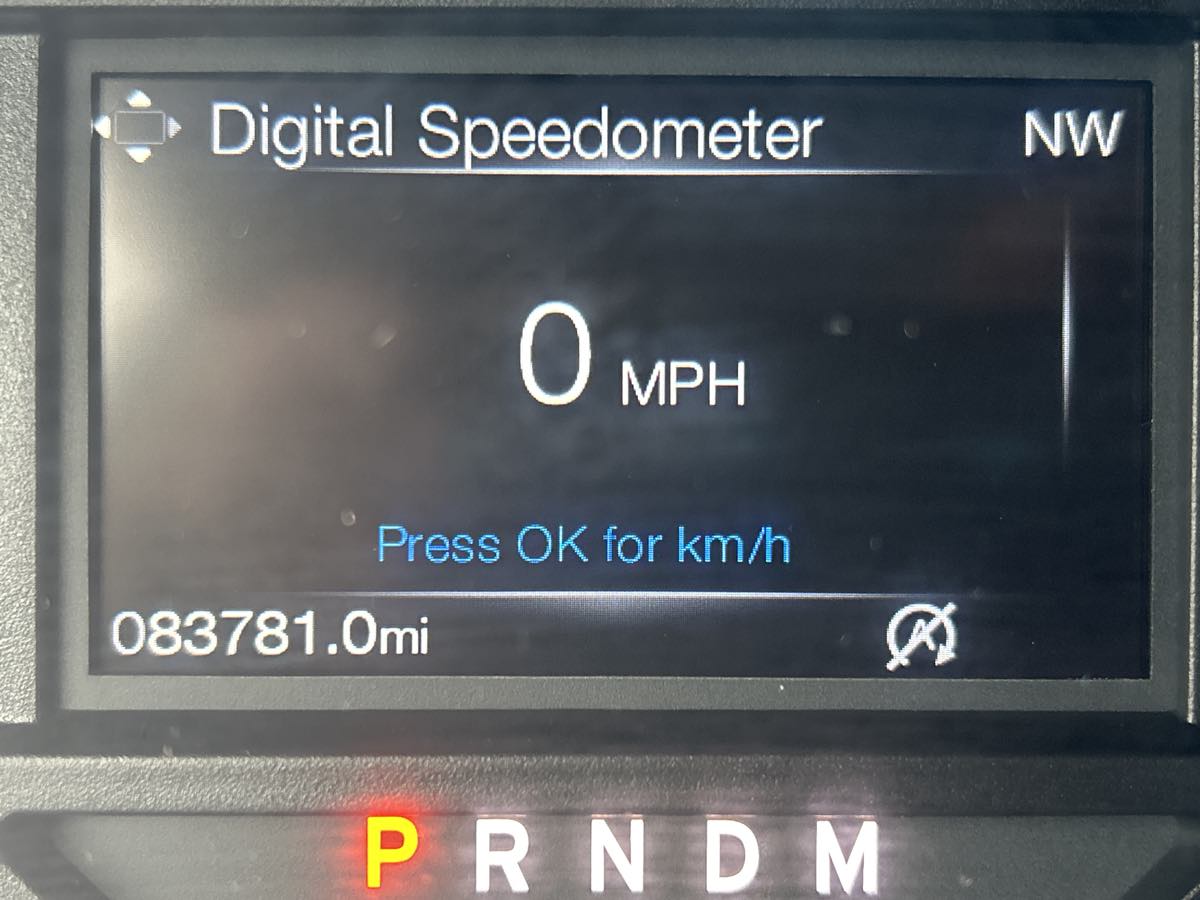 Digital Speedometer NW
0 MPH
Press OK for km/h
083781.0mi
P R N D M